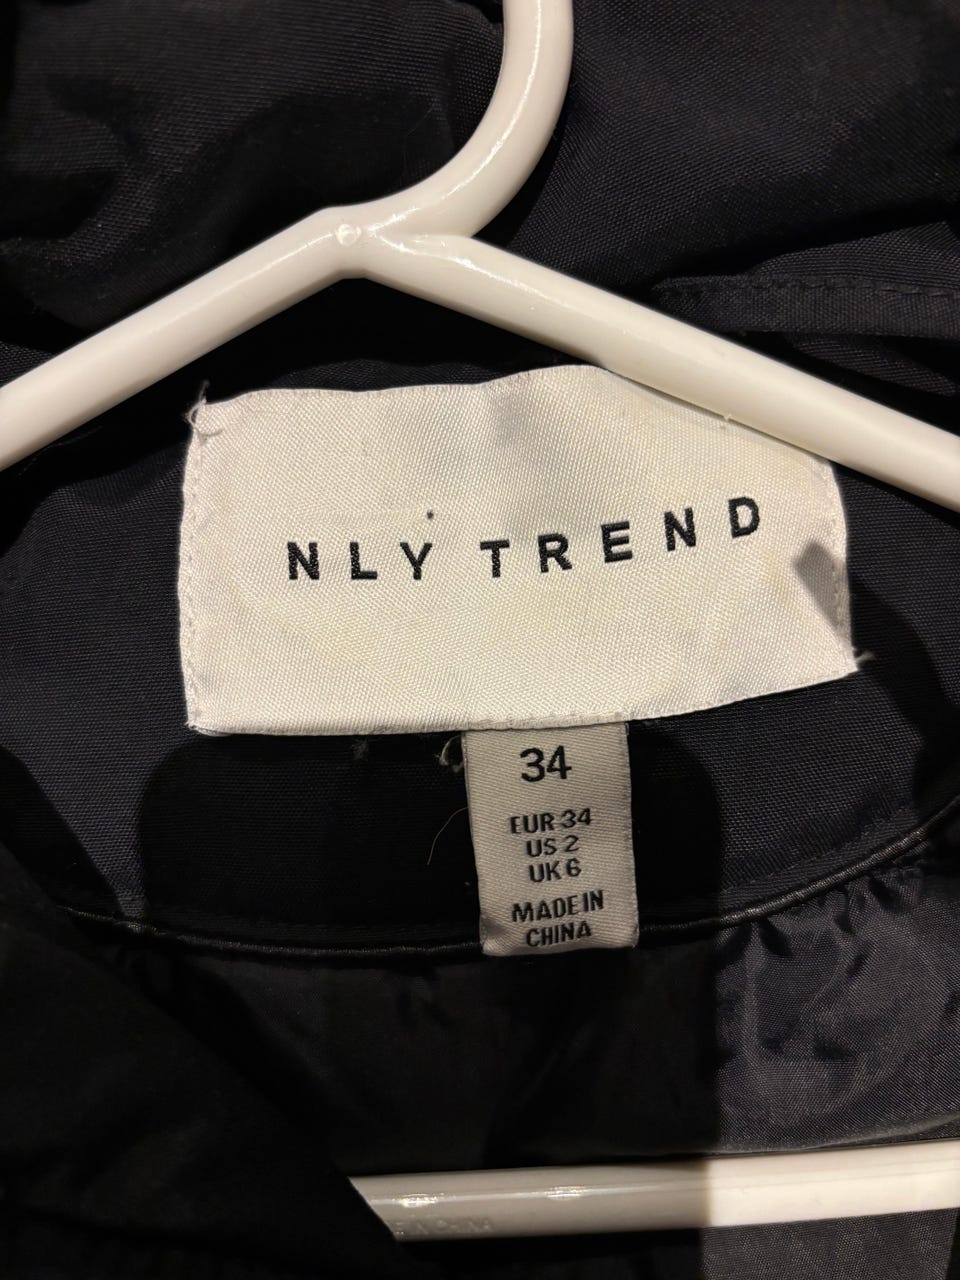 NLY TREND
34
EUR 34
US 2
UK 6
MADE IN
CHINA